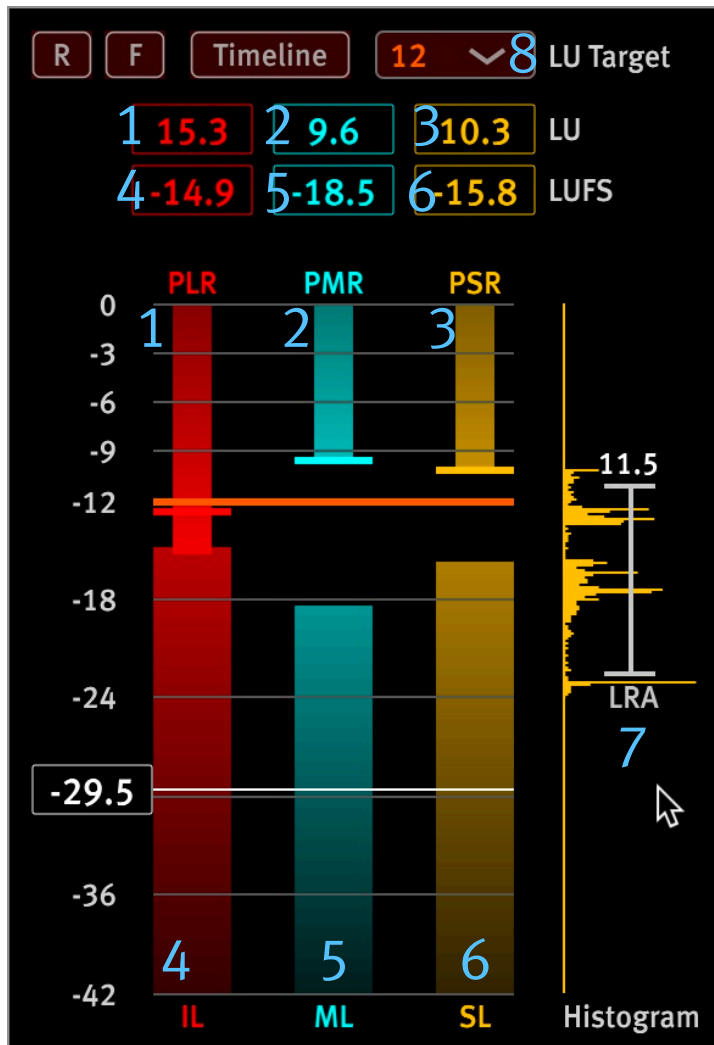 R F Timeline 12 8 LU Target
1 15.3 2 9.6 3 10.3 LU
4 -14.9 5 -18.5 6 -15.8 LUFS
PLR PMR PSR
0
1 2 3
-3
-6
-9
11.5
-12
-18
-24
LRA
7
-29.5
-36
4 5 6
-42
IL ML SL Histogram